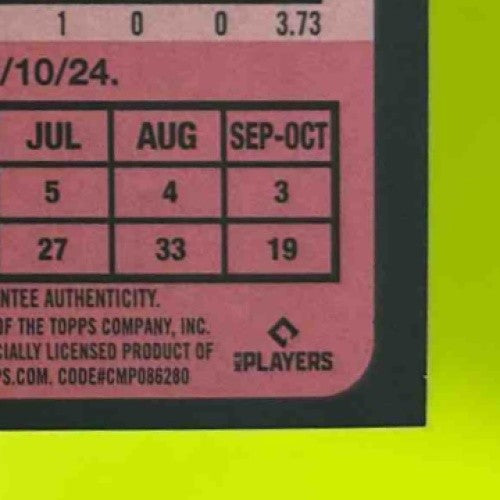 1 0 0 3.73
/10/24.
JUL AUG SEP-OCT
5 4 3
27 33 19
NTEE AUTHENTICITY.
OF THE TOPPS COMPANY, INC.
CIALLY LICENSED PRODUCT OF
PS.COM. CODE#CMP086280
PLAYERS